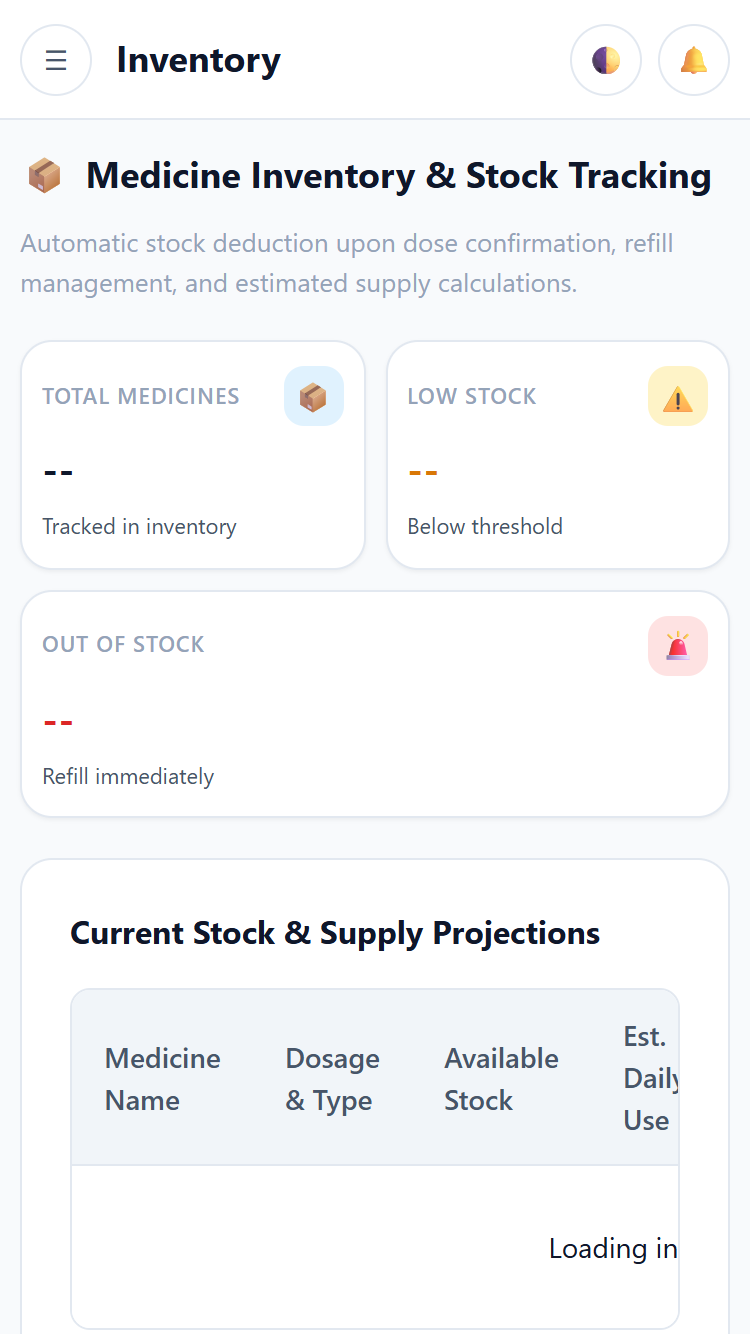 ☰ Inventory
Medicine Inventory & Stock Tracking
Automatic stock deduction upon dose confirmation, refill
management, and estimated supply calculations.
TOTAL MEDICINES
--
Tracked in inventory
LOW STOCK
--
Below threshold
OUT OF STOCK
--
Refill immediately
Current Stock & Supply Projections
Medicine
Name
Dosage
& Type
Available
Stock
Est.
Daily
Use
Loading in